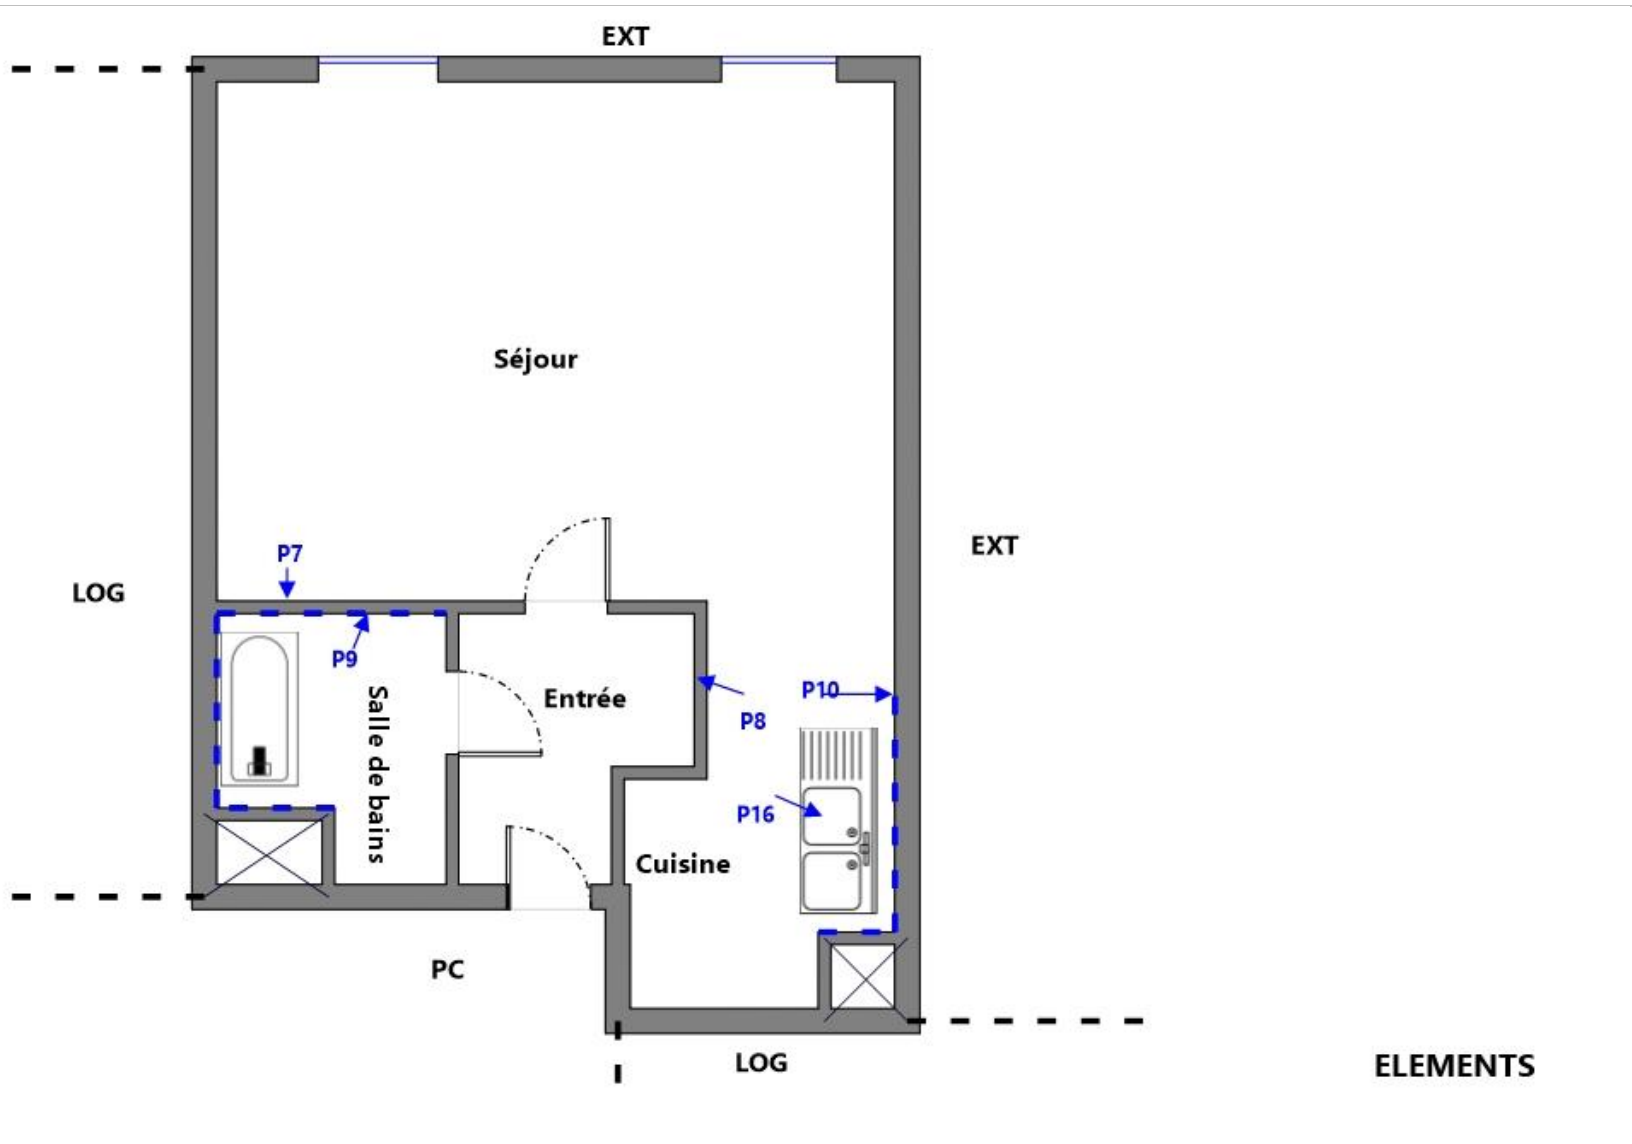 EXT
Séjour
EXT
P7
LOG
P9
Salle de bains
Entrée
P10
P8
P16
Cuisine
PC
LOG
ELEMENTS